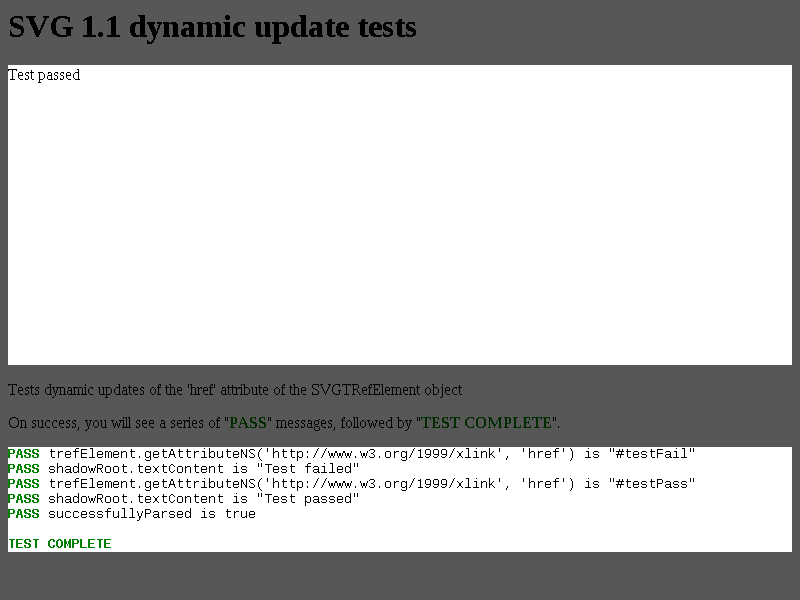 SVG 1.1 dynamic update tests
Test passed
Tests dynamic updates of the 'href' attribute of the SVGTRefElement object
On success, you will see a series of "PASS" messages, followed by "TEST COMPLETE".
PASS trefElement.getAttributeNS('http://www.w3.org/1999/xlink', 'href') is "#testFail"
PASS shadowRoot.textContent is "Test failed"
PASS trefElement.getAttributeNS('http://www.w3.org/1999/xlink', 'href') is "#testPass"
PASS shadowRoot.textContent is "Test passed"
PASS successfullyParsed is true
TEST COMPLETE